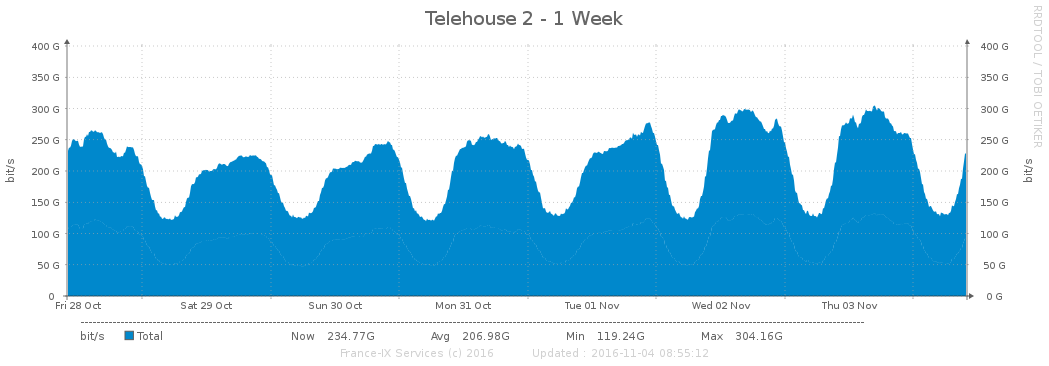 Telehouse 2 - 1 Week
RRDTOOL / TOBI OETIKER
400 G 400 G
350 G 350 G
300 G 300 G
250 G 250 G
200 G 200 G
150 G 150 G
100 G 100 G
50 G 50 G
0 0 G
bit/s bit/s
Fri 28 Oct Sat 29 Oct Sun 30 Oct Mon 31 Oct Tue 01 Nov Wed 02 Nov Thu 03 Nov
bit/s Total Now 234.77G Avg 206.98G Min 119.24G Max 304.16G
France-IX Services (c) 2016 Updated : 2016-11-04 08:55:12